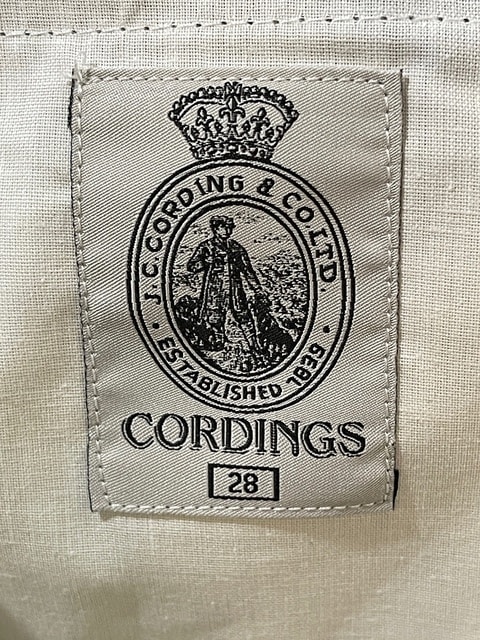 J.C. CORDING & CO. LTD.
· ESTABLISHED 1839 ·
CORDINGS
28